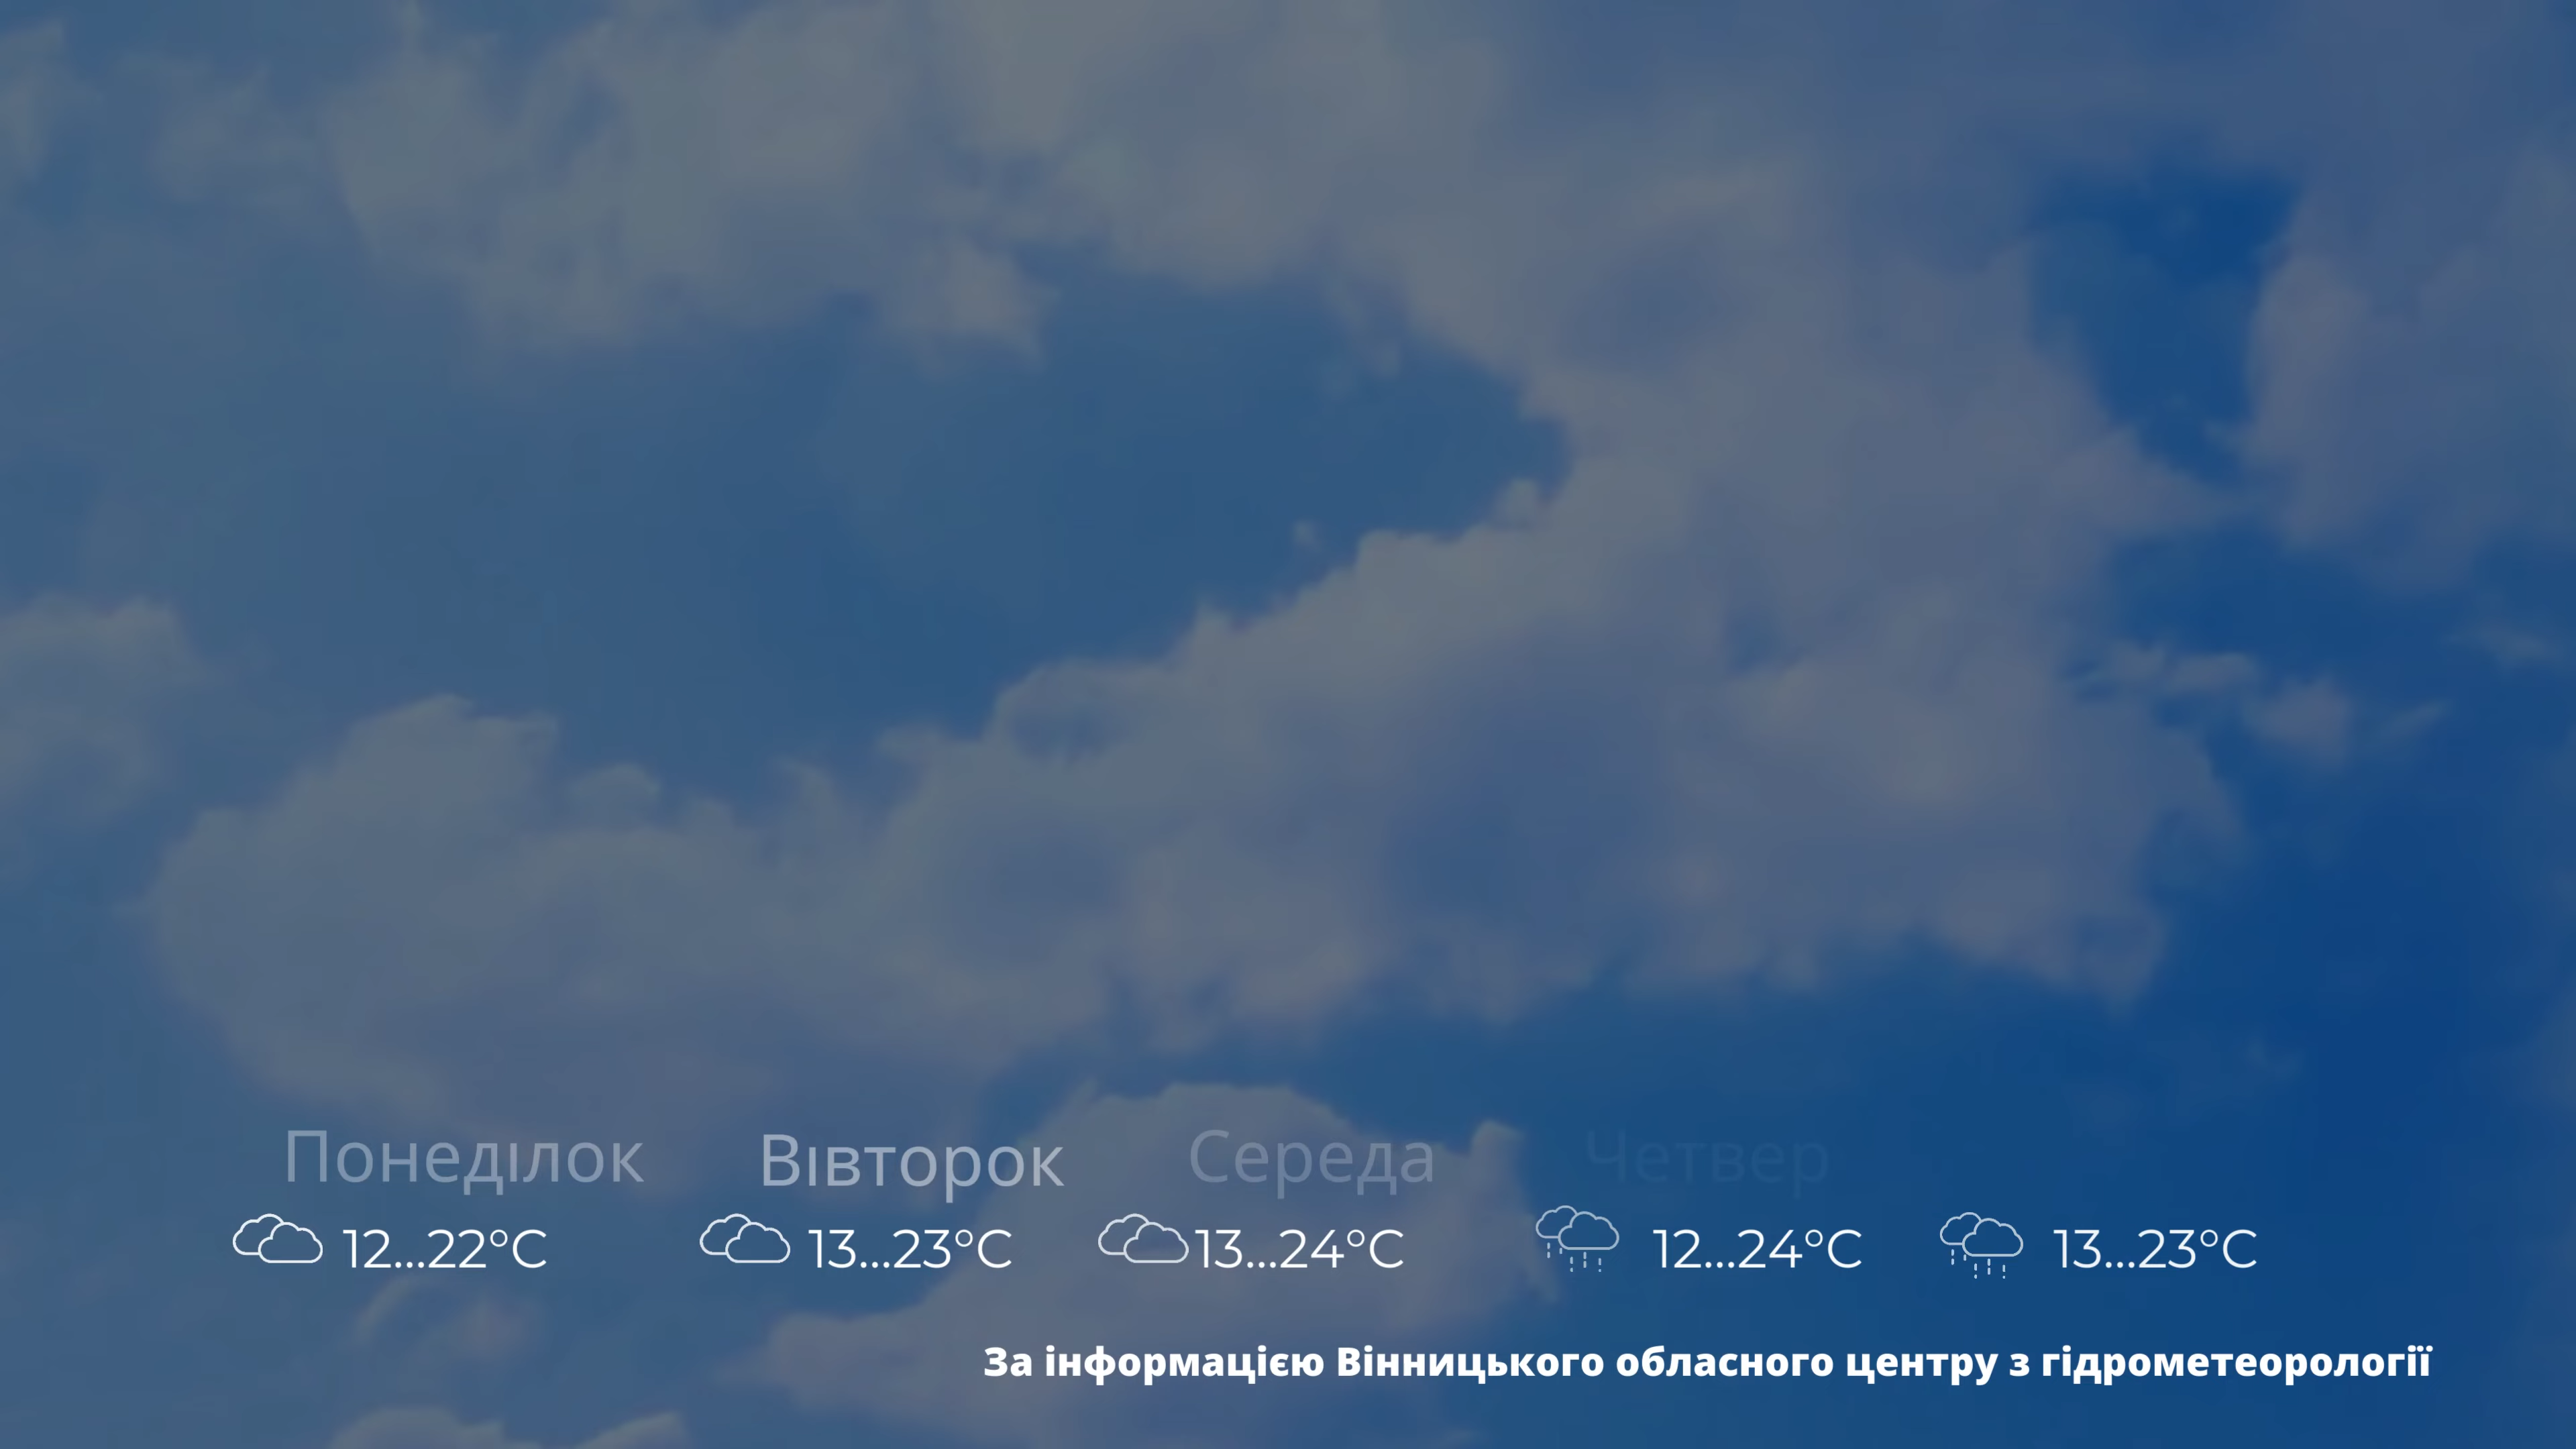 Понеділок Вівторок Середа Четвер
12...22°C 13...23°C 13...24°C 12...24°C 13...23°C
За інформацією Вінницького обласного центру з гідрометеорології